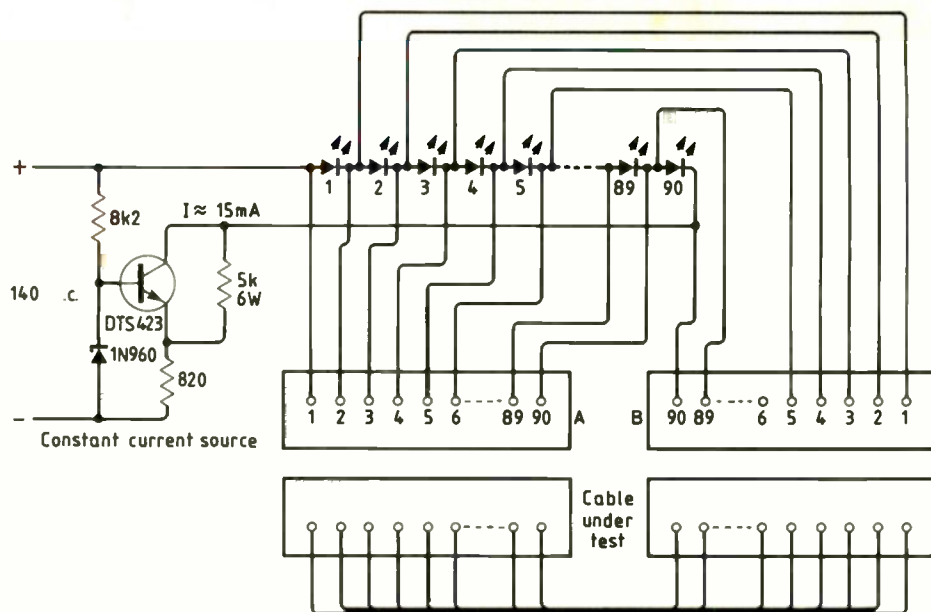 +
1 2 3 4 5 89 90
8k2
I ≈ 15mA
5k
6W
140 .c.
DTS423
1N960
820
−
Constant current source
1 2 3 4 5 6 89 90 A
B 90 89 6 5 4 3 2 1
Cable
under
test